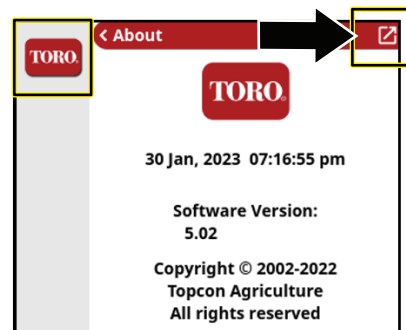 TORO.
< About
TORO.
30 Jan, 2023 07:16:55 pm
Software Version:
5.02
Copyright © 2002-2022
Topcon Agriculture
All rights reserved